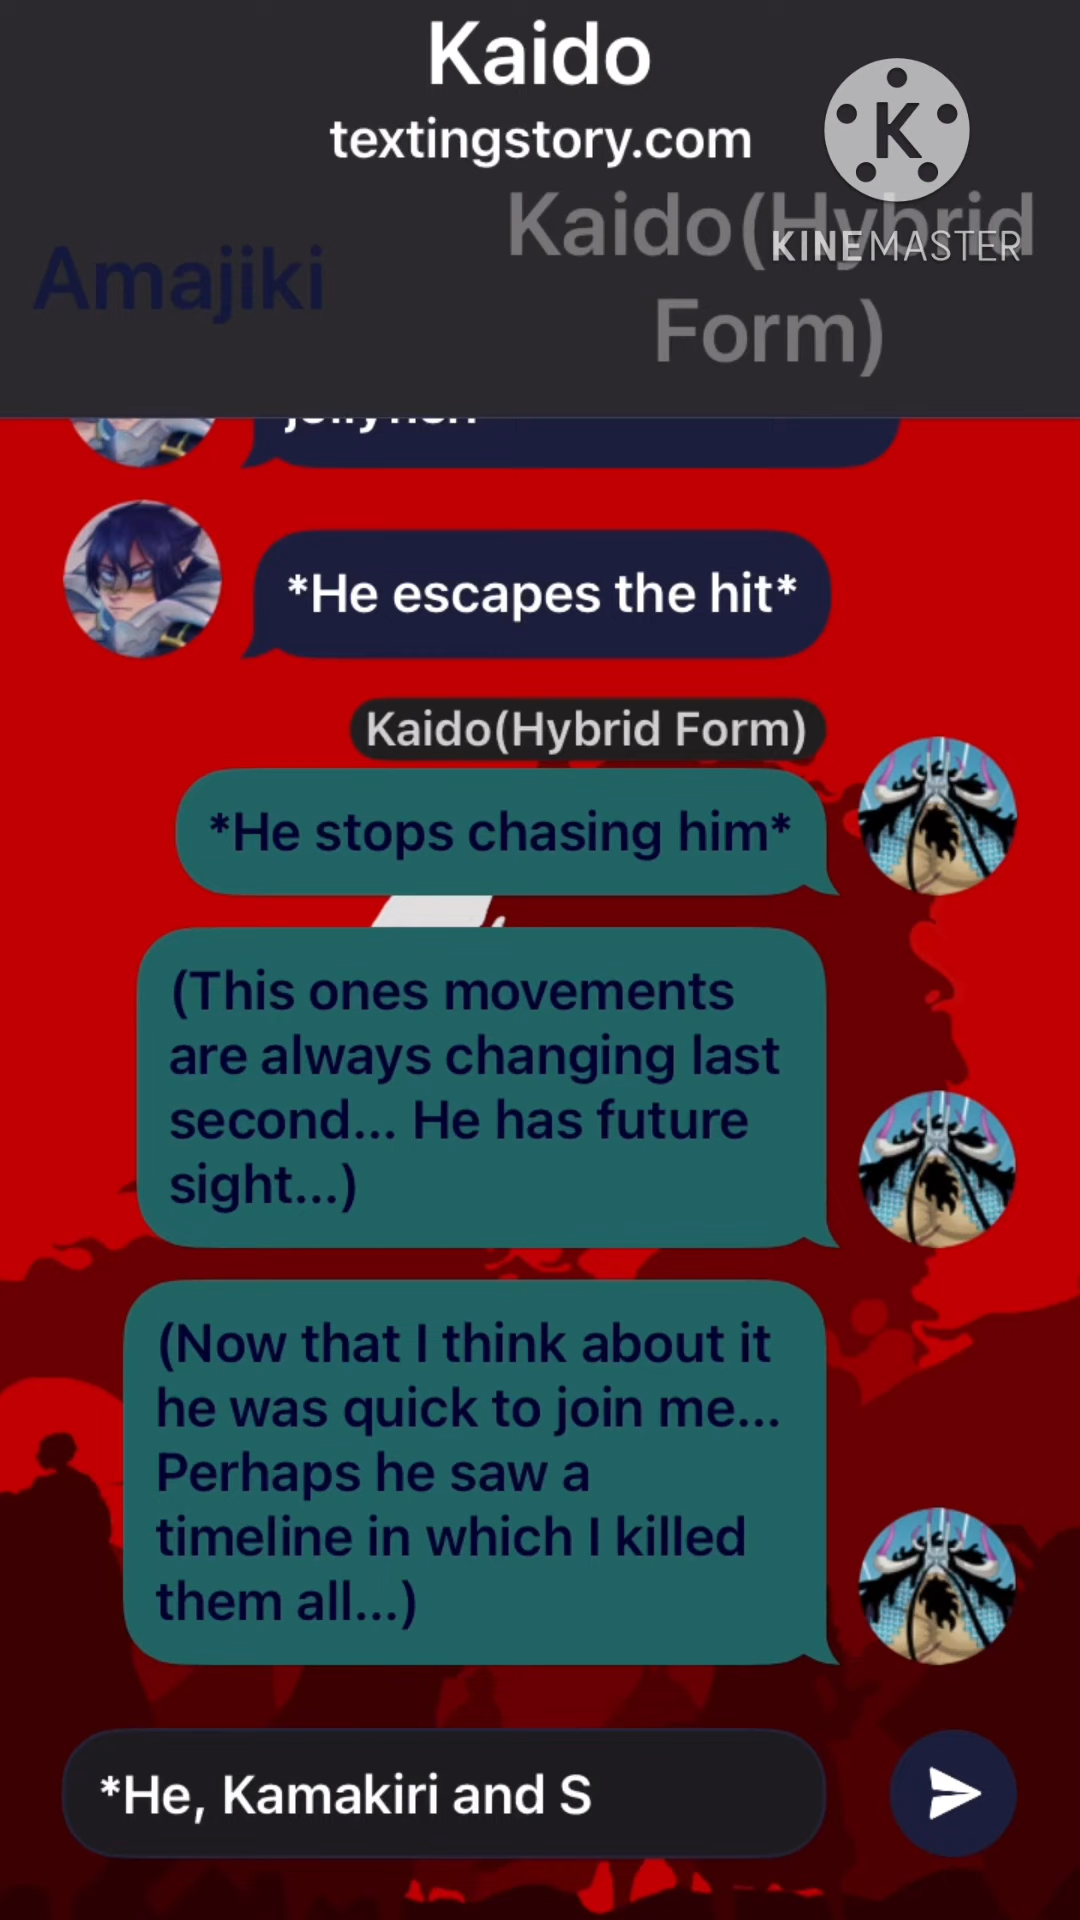 Kaido
textingstory.com
K
Kaido(Hybrid
KINEMASTER
Amajiki
Form)
*He escapes the hit*
Kaido(Hybrid Form)
*He stops chasing him*
(This ones movements
are always changing last
second... He has future
sight...)
(Now that I think about it
he was quick to join me...
Perhaps he saw a
timeline in which I killed
them all...)
*He, Kamakiri and S